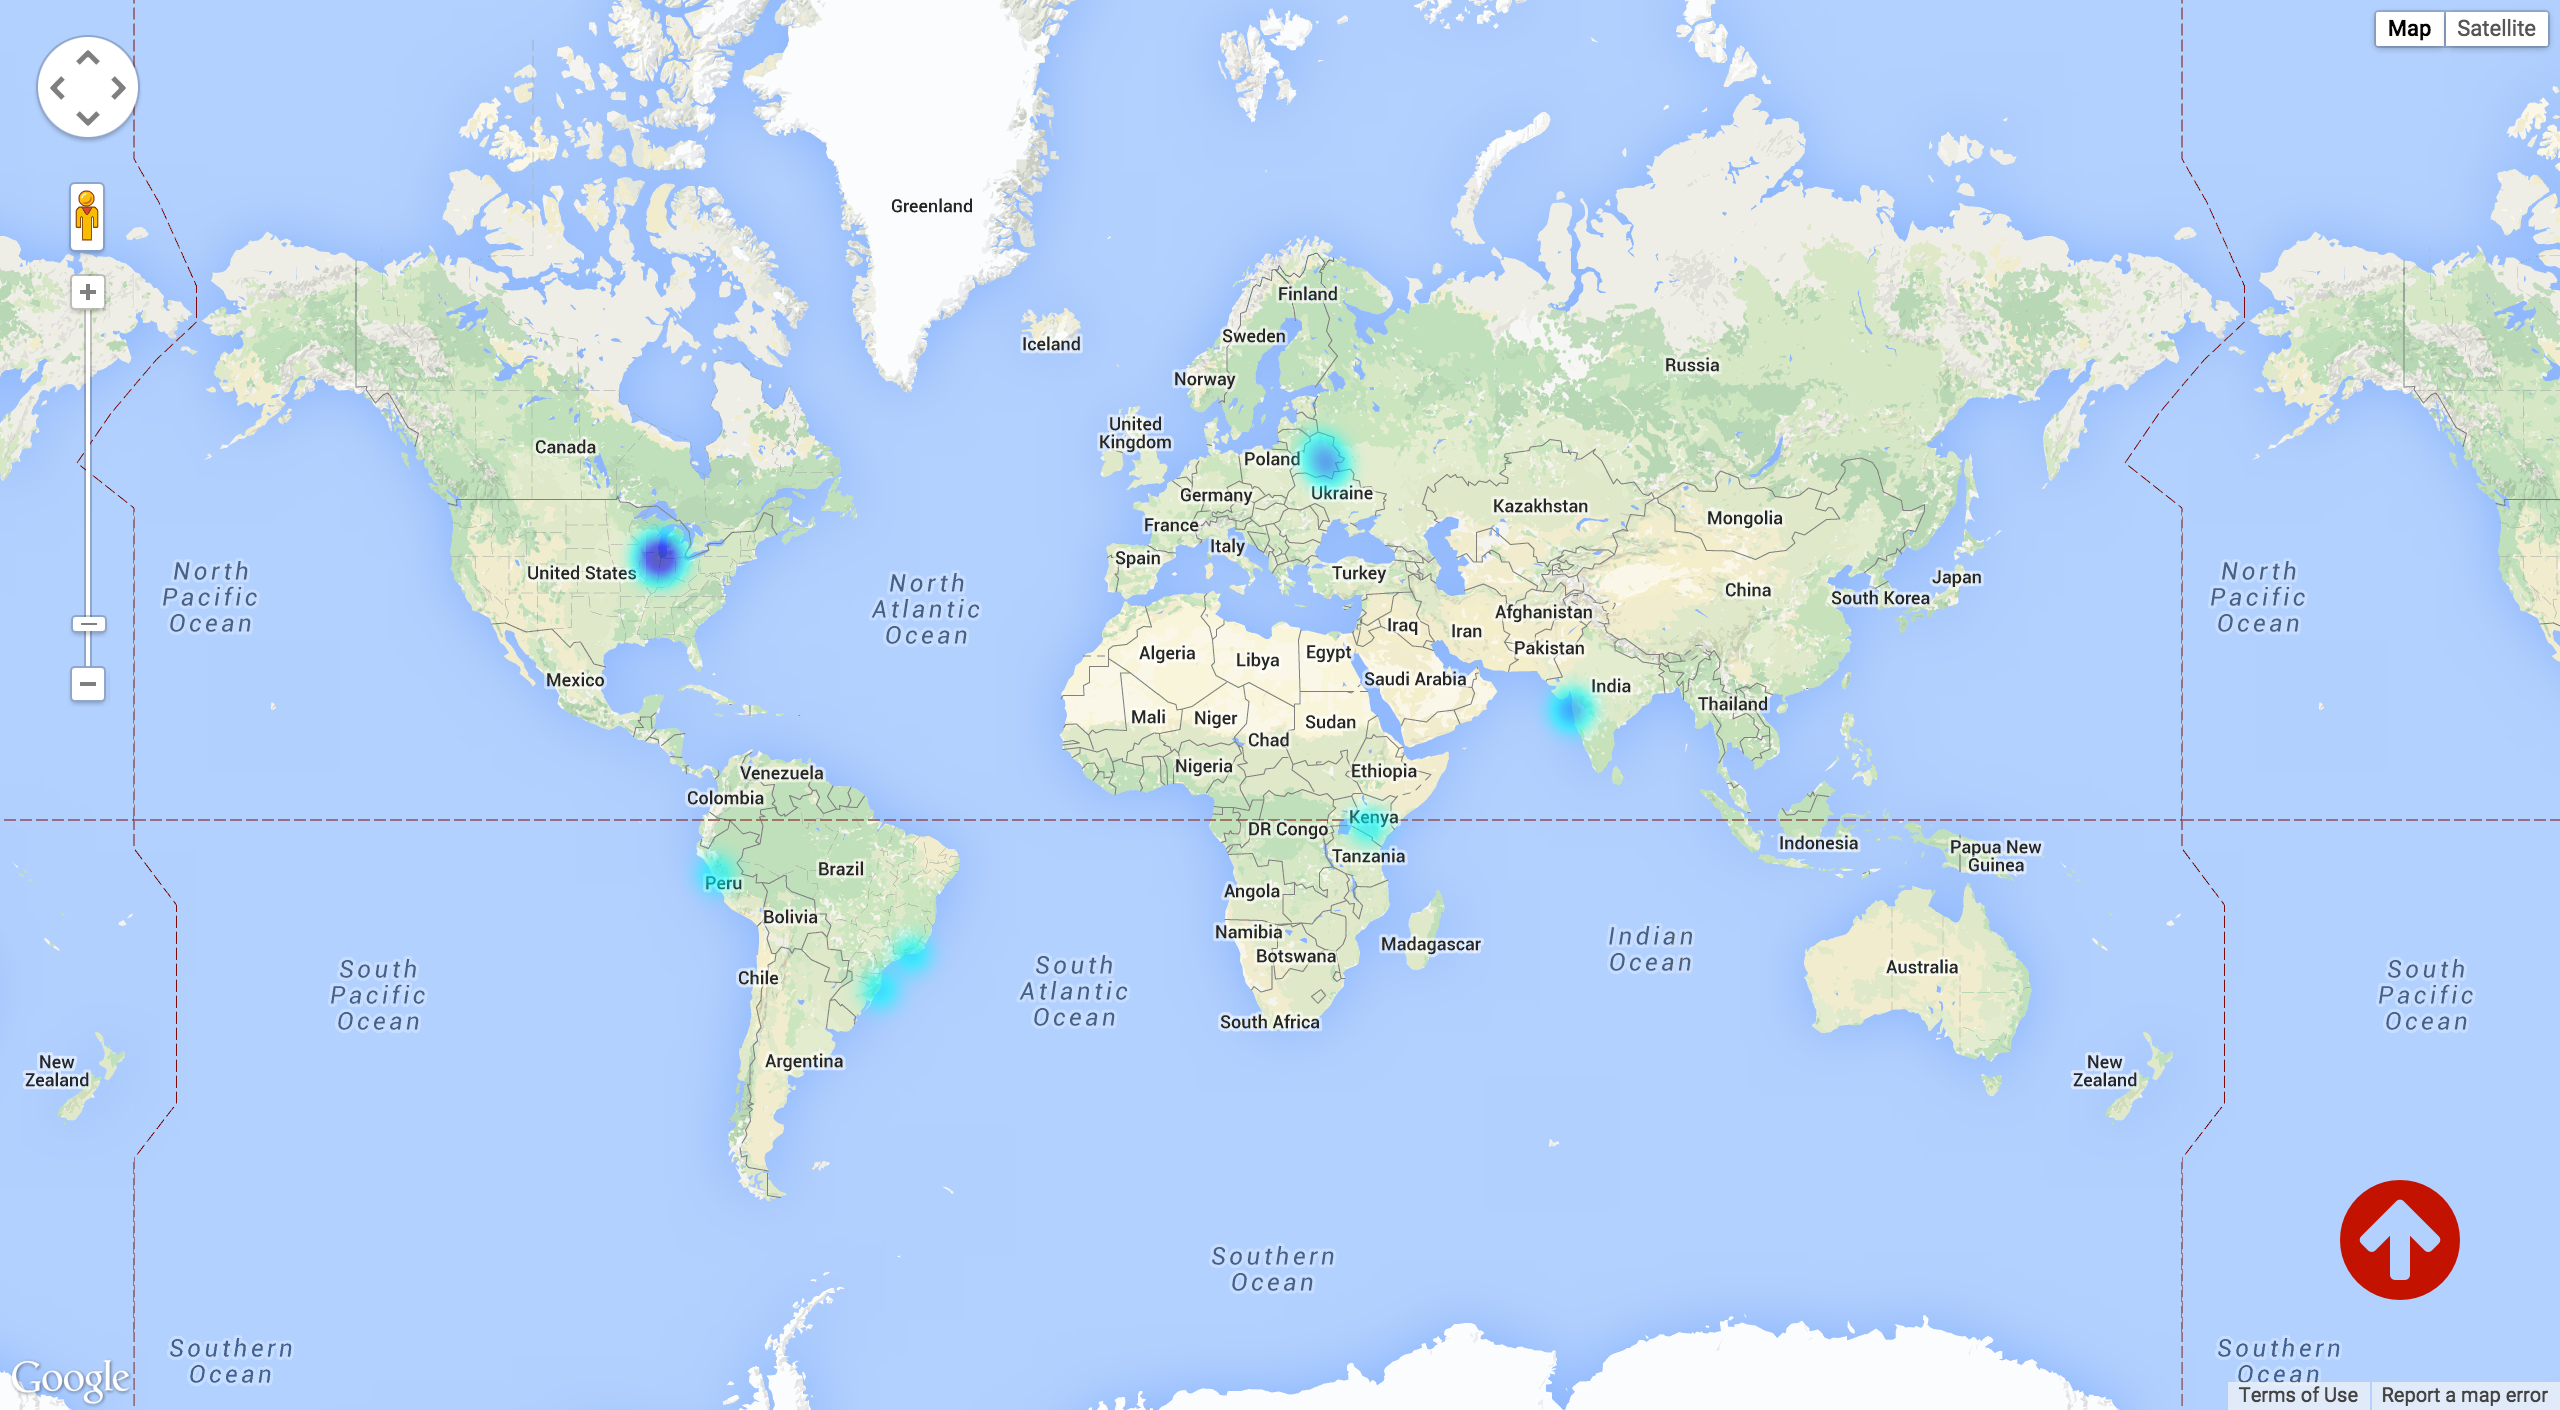 Map
Satellite
Greenland
Finland
Iceland
Sweden
Norway
Russia
United
Kingdom
Canada
Poland
Germany
Ukraine
Kazakhstan
Mongolia
France
Italy
Spain
United States
Turkey
China
Japan
South Korea
North
Pacific
Ocean
North
Atlantic
Ocean
North
Pacific
Ocean
Afghanistan
Iraq
Iran
Pakistan
Algeria
Libya
Egypt
Saudi Arabia
India
Mexico
Thailand
Mali
Niger
Sudan
Chad
Nigeria
Ethiopia
Venezuela
Colombia
Kenya
DR Congo
Tanzania
Indonesia
Papua New
Guinea
Brazil
Peru
Angola
Bolivia
Namibia
Botswana
Madagascar
Indian
Ocean
Australia
Chile
South
Pacific
Ocean
South
Atlantic
Ocean
South
Pacific
Ocean
South Africa
Argentina
New
Zealand
New
Zealand
Southern
Ocean
Southern
Ocean
Southern
Ocean
Google
Terms of Use
Report a map error